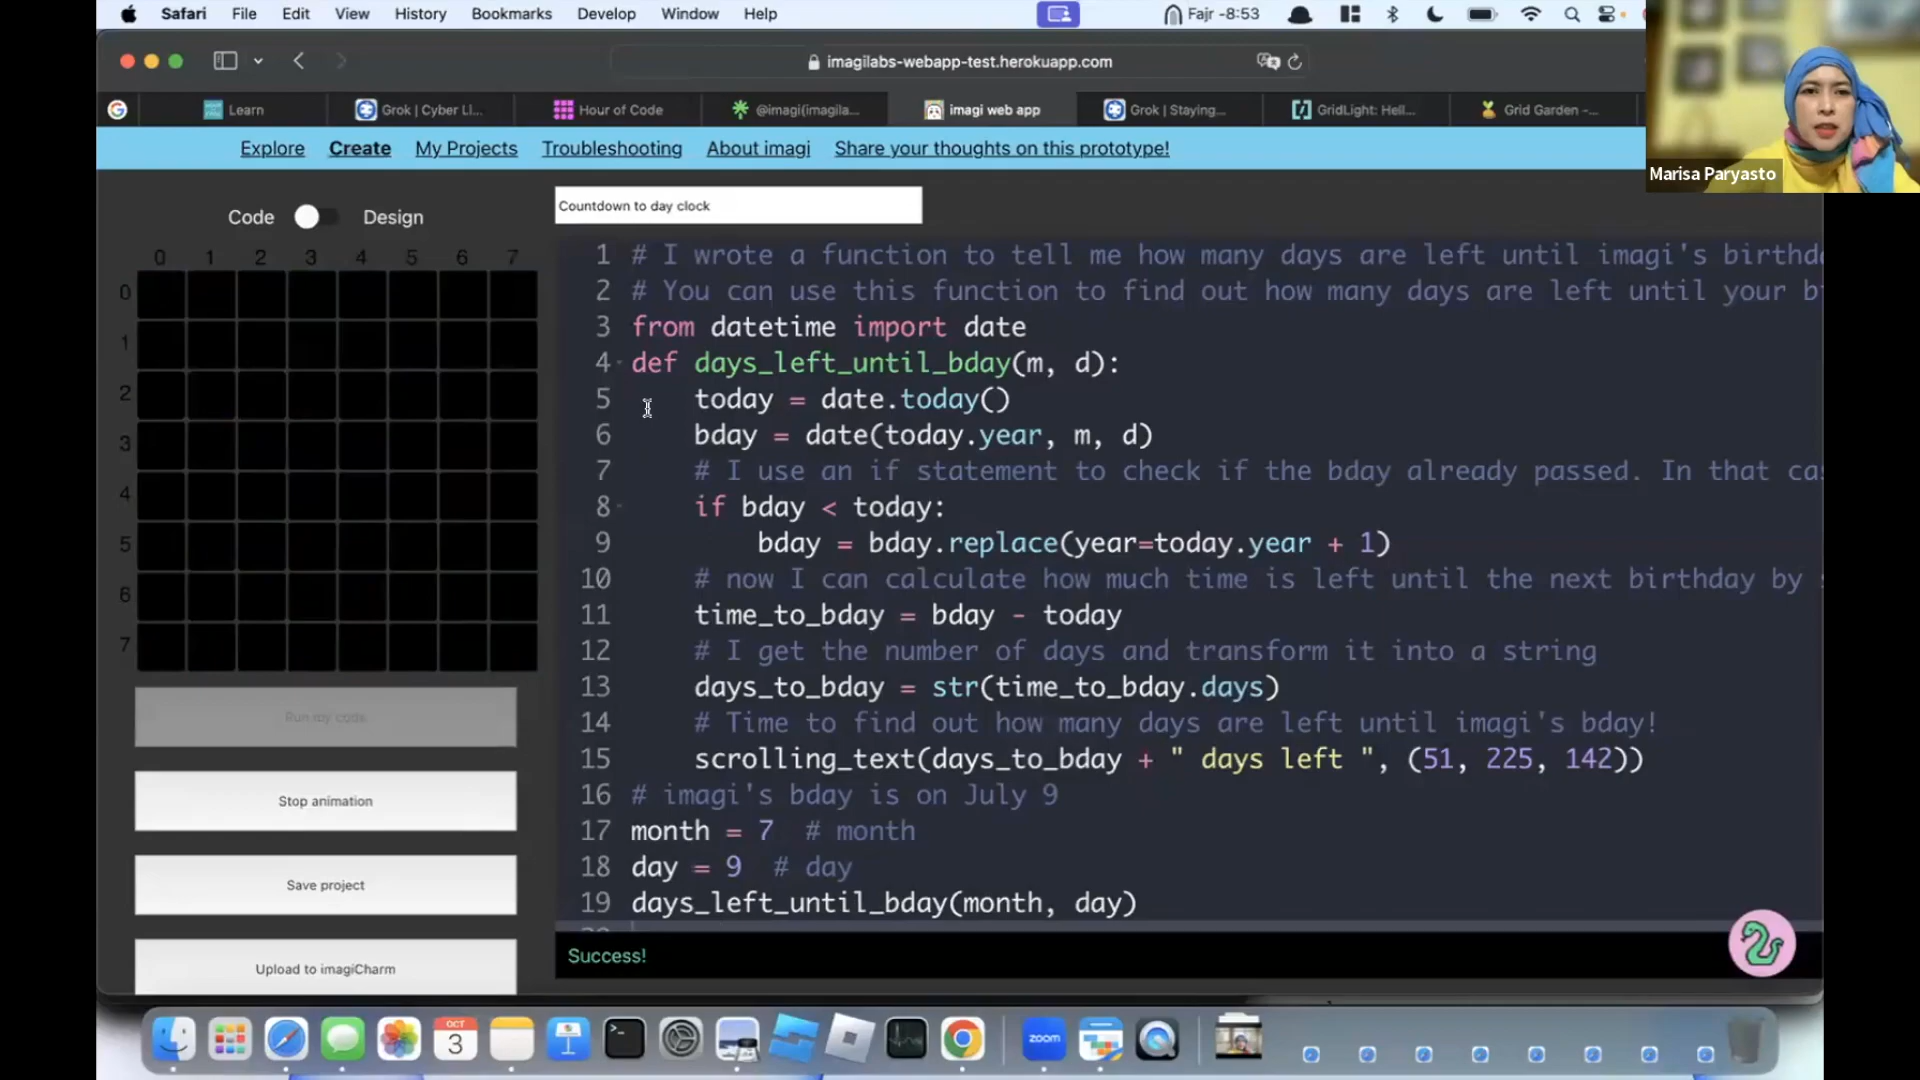 Safari File Edit View History Bookmarks Develop Window Help Fajr -8:53
imagilabs-webapp-test.herokuapp.com
Learn Grok | Cyber Ll... Hour of Code @imagi(imagila... imagi web app Grok | Staying... GridLight: Hell... Grid Garden -...
Explore Create My Projects Troubleshooting About imagi Share your thoughts on this prototype!
Marisa Paryasto
Code Design
Countdown to day clock
0 1 2 3 4 5 6 7
0
1
2
3
4
5
6
7
Run my code
Stop animation
Save project
Upload to imagiCharm
1 # I wrote a function to tell me how many days are left until imagi's birthd
2 # You can use this function to find out how many days are left until your b
3 from datetime import date
4 def days_left_until_bday(m, d):
5 today = date.today()
6 bday = date(today.year, m, d)
7 # I use an if statement to check if the bday already passed. In that ca
8 if bday < today:
9 bday = bday.replace(year=today.year + 1)
10 # now I can calculate how much time is left until the next birthday by
11 time_to_bday = bday - today
12 # I get the number of days and transform it into a string
13 days_to_bday = str(time_to_bday.days)
14 # Time to find out how many days are left until imagi's bday!
15 scrolling_text(days_to_bday + " days left ", (51, 225, 142))
16 # imagi's bday is on July 9
17 month = 7 # month
18 day = 9 # day
19 days_left_until_bday(month, day)
Success!
OCT
3
zoom